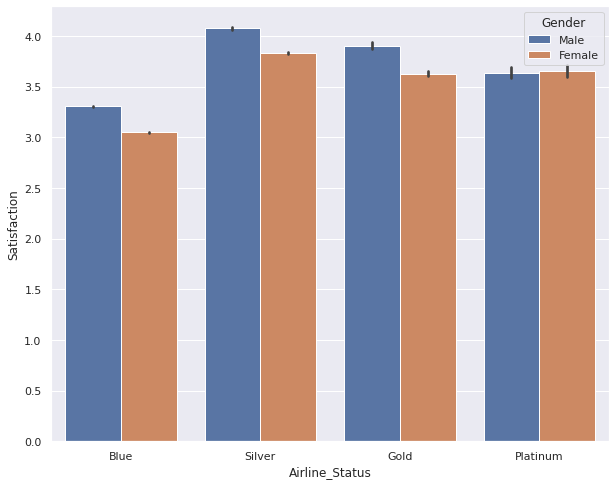 Gender
Male
Female
4.0
3.5
3.0
2.5
2.0
1.5
1.0
0.5
0.0
Satisfaction
Blue
Silver
Gold
Platinum
Airline_Status